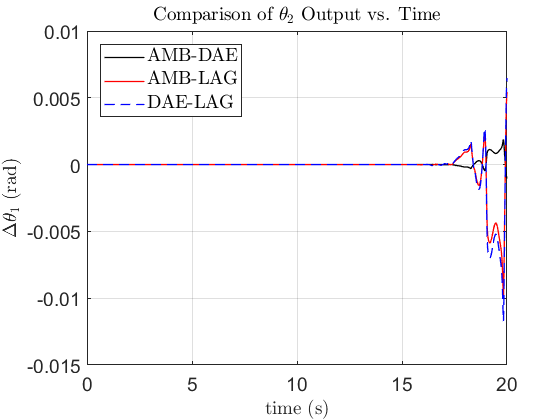 Comparison of θ₂ Output vs. Time
0.01
0.005
0
-0.005
-0.01
-0.015
Δθ₁ (rad)
AMB-DAE
AMB-LAG
DAE-LAG
0 5 10 15 20
time (s)